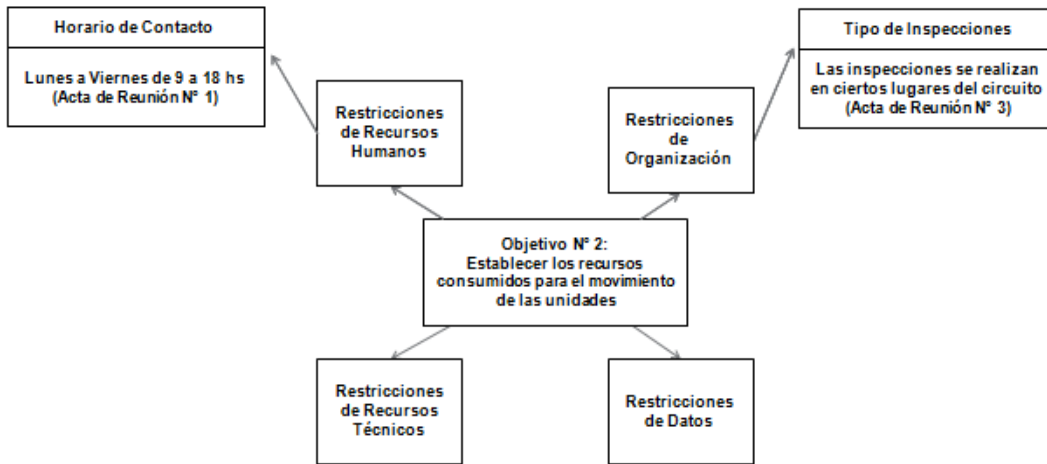 Horario de Contacto
Lunes a Viernes de 9 a 18 hs
(Acta de Reunión N° 1)
Tipo de Inspecciones
Las inspecciones se realizan
en ciertos lugares del circuito
(Acta de Reunión N° 3)
Restricciones
de Recursos
Humanos
Restricciones
de
Organización
Objetivo N° 2:
Establecer los recursos
consumidos para el movimiento
de las unidades
Restricciones
de Recursos
Técnicos
Restricciones
de Datos